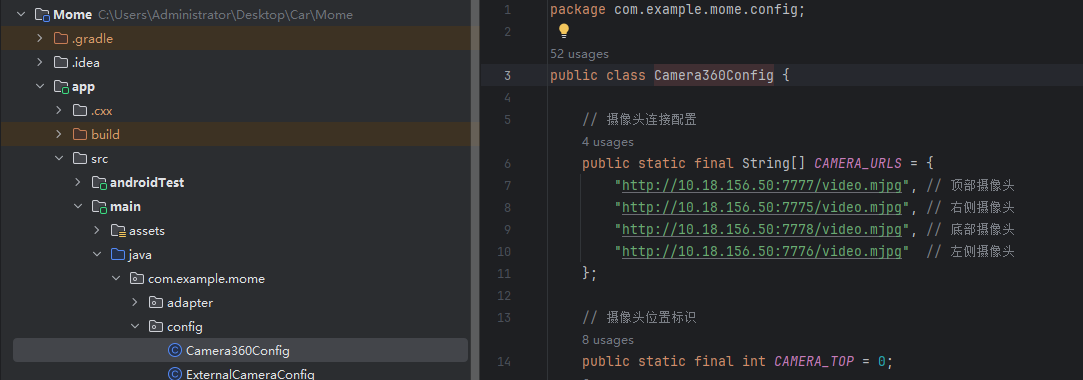 Mome C:\Users\Administrator\Desktop\Car\Mome
.gradle
.idea
app
.cxx
build
src
androidTest
main
assets
java
com.example.mome
adapter
config
Camera360Config
ExternalCameraConfig
1 package com.example.mome.config;
2
52 usages
3 public class Camera360Config {
4
5 // 摄像头连接配置
4 usages
6 public static final String[] CAMERA_URLS = {
7 "http://10.18.156.50:7777/video.mjpg", // 顶部摄像头
8 "http://10.18.156.50:7775/video.mjpg", // 右侧摄像头
9 "http://10.18.156.50:7778/video.mjpg", // 底部摄像头
10 "http://10.18.156.50:7776/video.mjpg" // 左侧摄像头
11 };
12
13 // 摄像头位置标识
8 usages
14 public static final int CAMERA_TOP = 0;